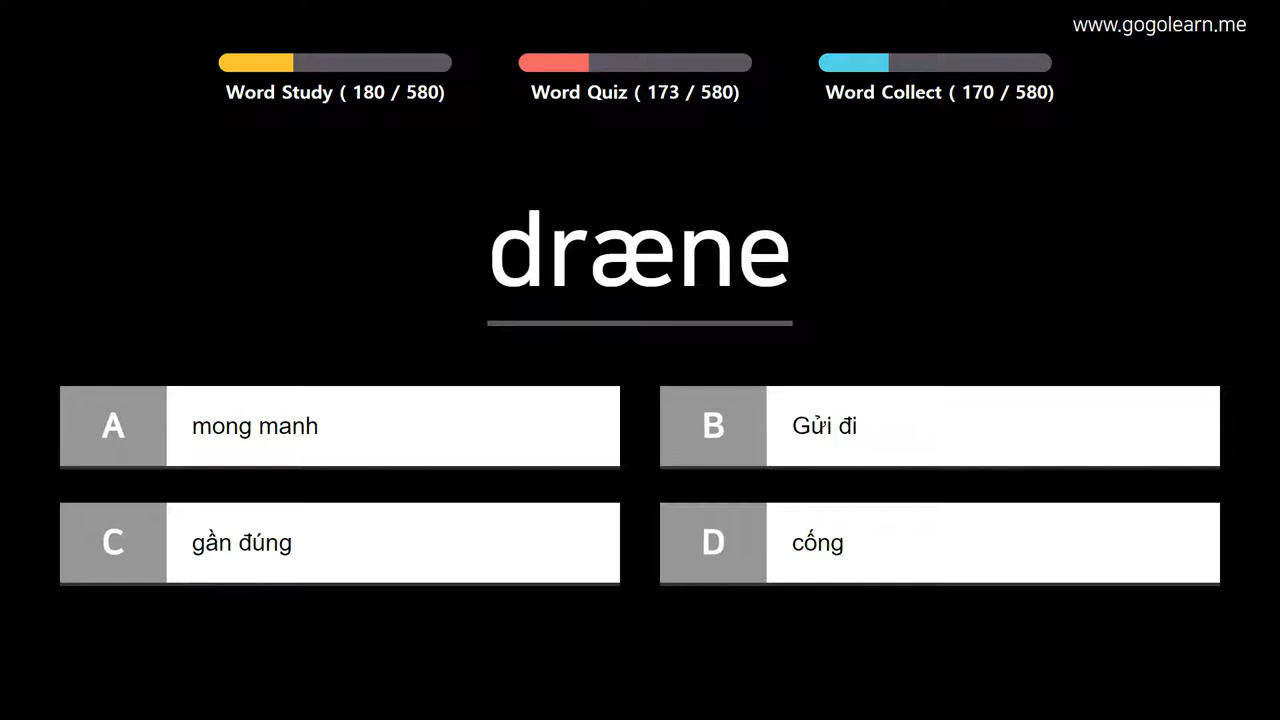 www.gogolearn.me
Word Study ( 180 / 580)
Word Quiz ( 173 / 580)
Word Collect ( 170 / 580)
dræne
A mong manh
B Gửi đi
C gần đúng
D cống